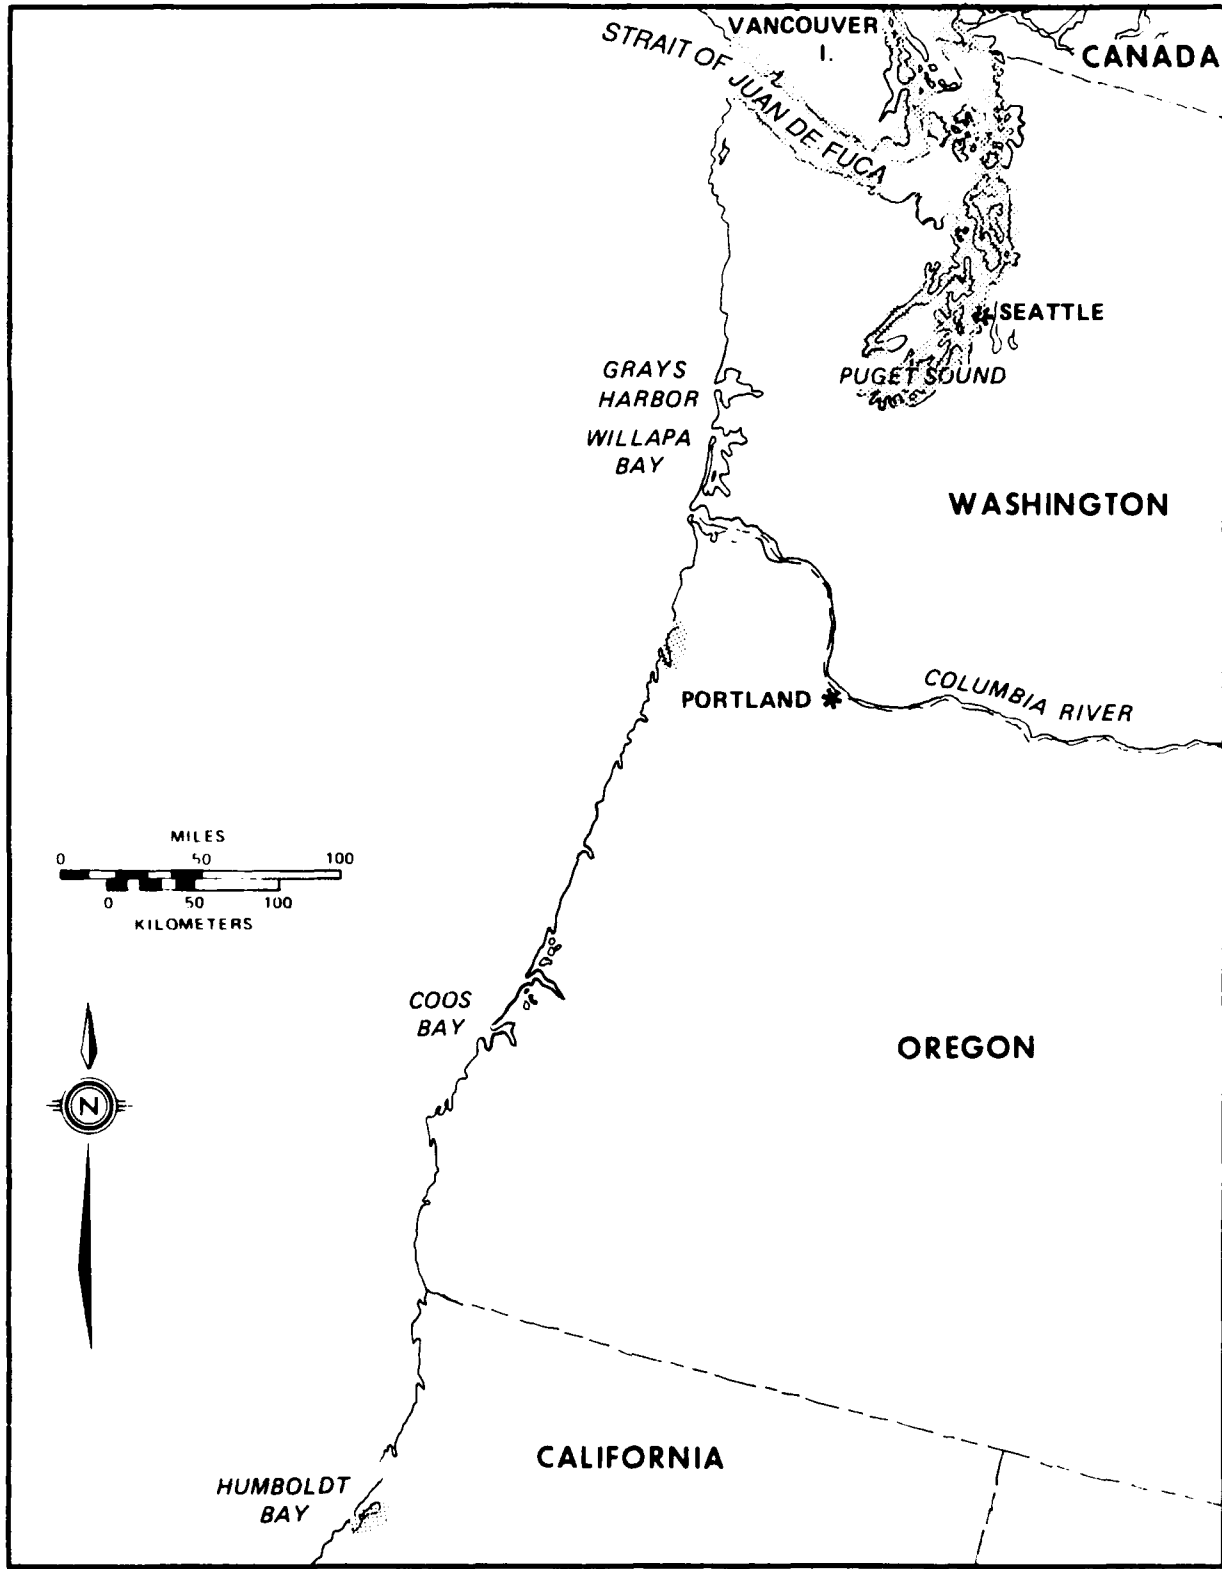 VANCOUVER
I.
CANADA
STRAIT OF JUAN DE FUCA
SEATTLE
PUGET SOUND
GRAYS
HARBOR
WILLAPA
BAY
WASHINGTON
COLUMBIA RIVER
PORTLAND
MILES
0 50 100
0 50 100
KILOMETERS
COOS
BAY
OREGON
N
CALIFORNIA
HUMBOLDT
BAY